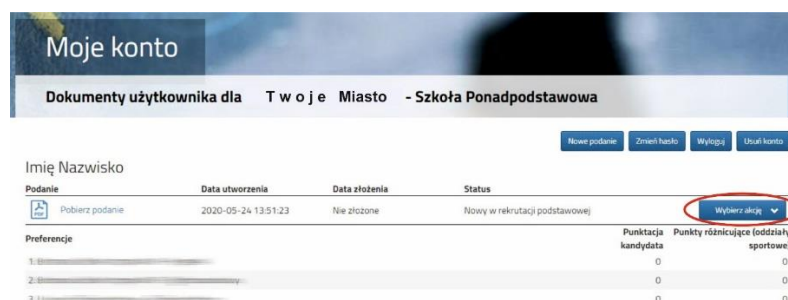 Moje konto
Dokumenty użytkownika dla T w o j e Miasto - Szkoła Ponadpodstawowa
Nowe podanie Zmień hasło Wyloguj Usuń konto
Imię Nazwisko
Podanie Data utworzenia Data złożenia Status
PDF Pobierz podanie 2020-05-24 13:51:23 Nie złożone Nowy w rekrutacji podstawowej Wybierz akcję
Preferencje Punktacja kandydata Punkty różnicujące (oddziały sportowe
1. 0 0
2. 0 0
3. 0 0